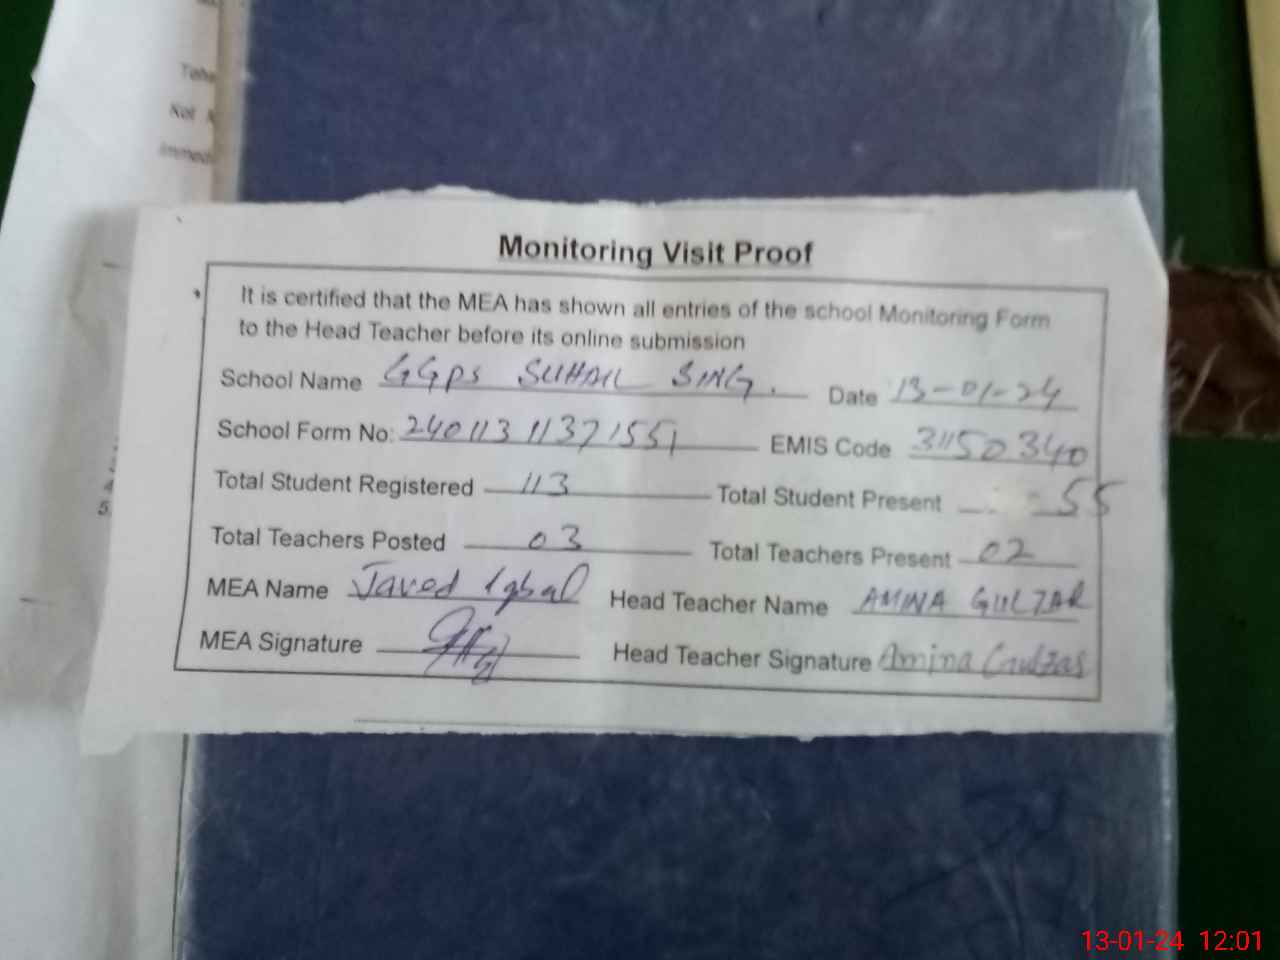 Monitoring Visit Proof
It is certified that the MEA has shown all entries of the school Monitoring Form
to the Head Teacher before its online submission
School Name GGPS SUHAIL SING. Date 13-01-24
School Form No: 24011311371551 EMIS Code 31150340
Total Student Registered 113 Total Student Present 55
Total Teachers Posted 03 Total Teachers Present 02
MEA Name Javed Iqbal Head Teacher Name AMINA GULZAR
MEA Signature Head Teacher Signature Amina Gulzar
5.
13-01-24 12:01